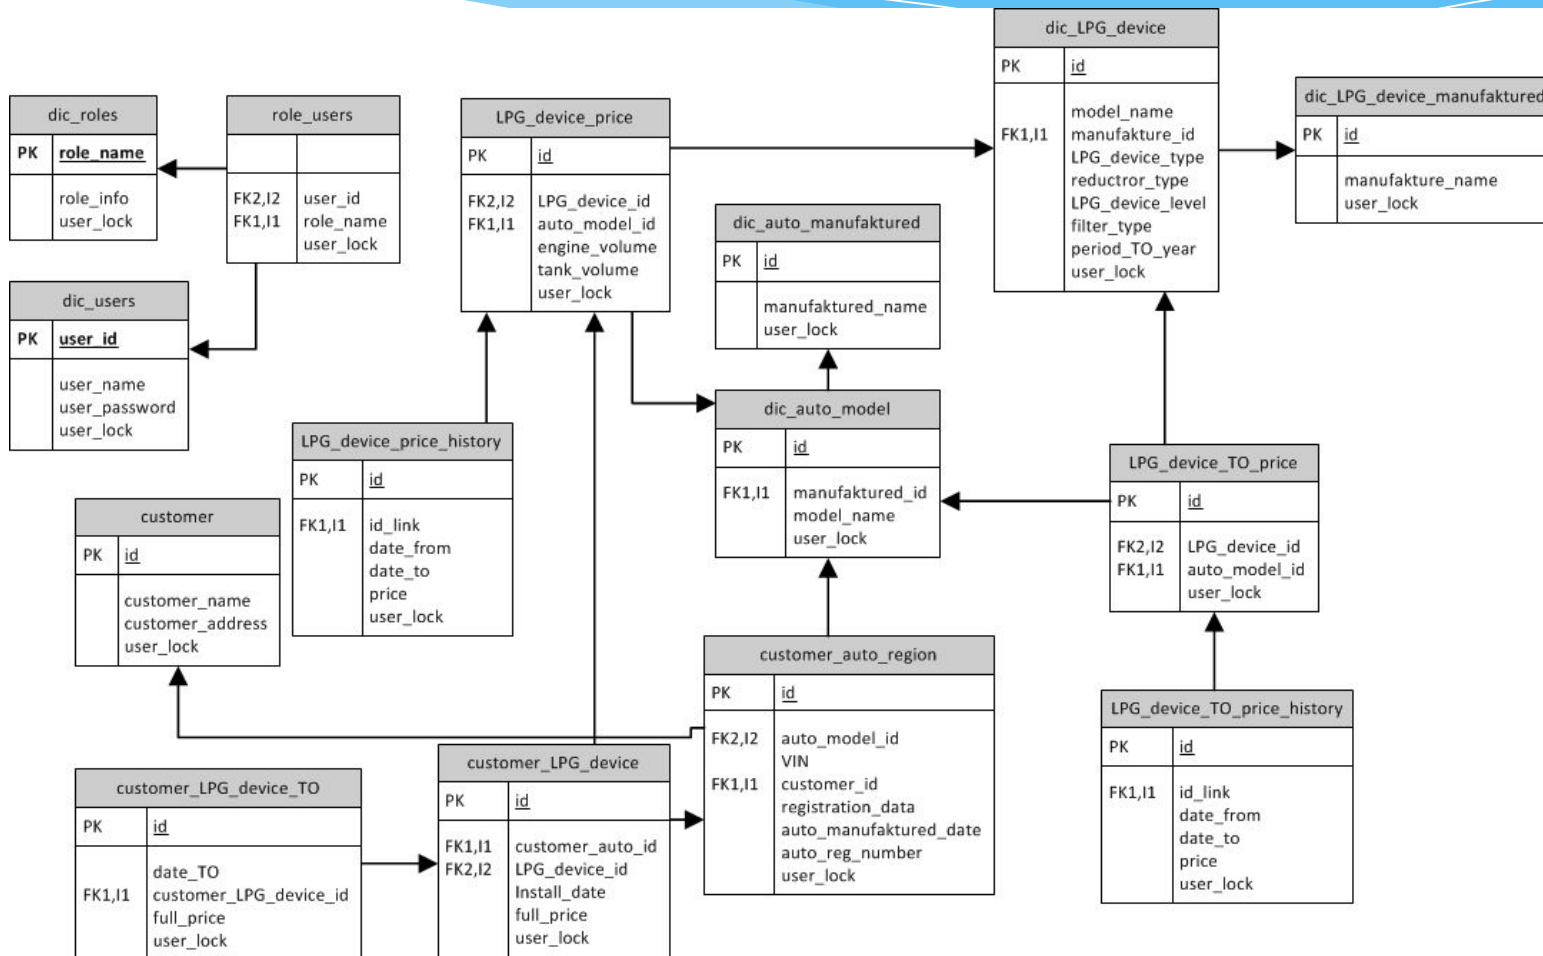 dic_LPG_device
PK id
model_name
FK1,I1 manufakture_id
LPG_device_type
reductror_type
LPG_device_level
filter_type
period_TO_year
user_lock
dic_LPG_device_manufaktured
PK id
manufakture_name
user_lock
dic_roles
PK role_name
role_info
user_lock
role_users
FK2,I2 user_id
FK1,I1 role_name
user_lock
LPG_device_price
PK id
FK2,I2 LPG_device_id
FK1,I1 auto_model_id
engine_volume
tank_volume
user_lock
dic_auto_manufaktured
PK id
manufaktured_name
user_lock
dic_users
PK user_id
user_name
user_password
user_lock
dic_auto_model
PK id
FK1,I1 manufaktured_id
model_name
user_lock
LPG_device_price_history
PK id
FK1,I1 id_link
date_from
date_to
price
user_lock
LPG_device_TO_price
PK id
FK2,I2 LPG_device_id
FK1,I1 auto_model_id
user_lock
customer
PK id
customer_name
customer_address
user_lock
customer_auto_region
PK id
FK2,I2 auto_model_id
VIN
FK1,I1 customer_id
registration_data
auto_manufaktured_date
auto_reg_number
user_lock
LPG_device_TO_price_history
PK id
FK1,I1 id_link
date_from
date_to
price
user_lock
customer_LPG_device
PK id
FK1,I1 customer_auto_id
FK2,I2 LPG_device_id
Install_date
full_price
user_lock
customer_LPG_device_TO
PK id
date_TO
FK1,I1 customer_LPG_device_id
full_price
user_lock